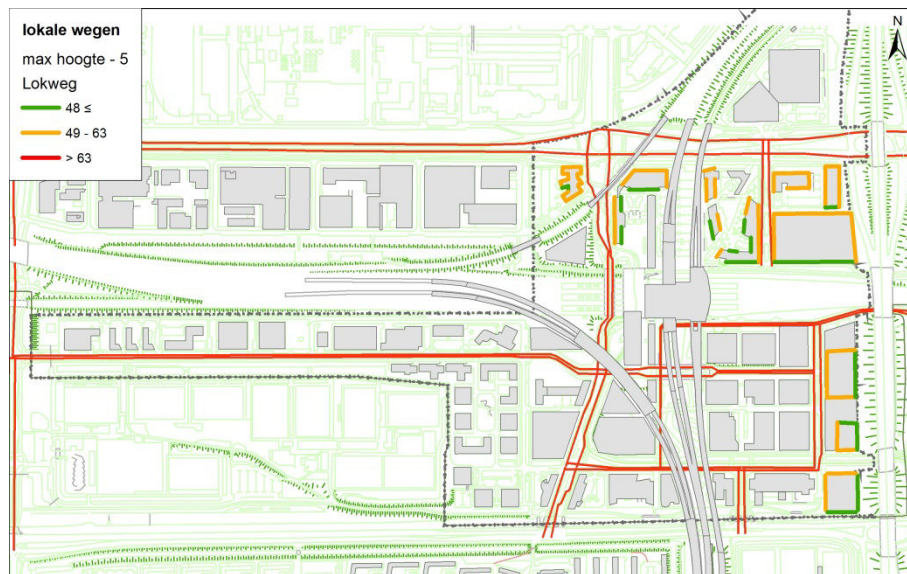 lokale wegen
max hoogte - 5
Lokweg
48 ≤
49 - 63
> 63
N